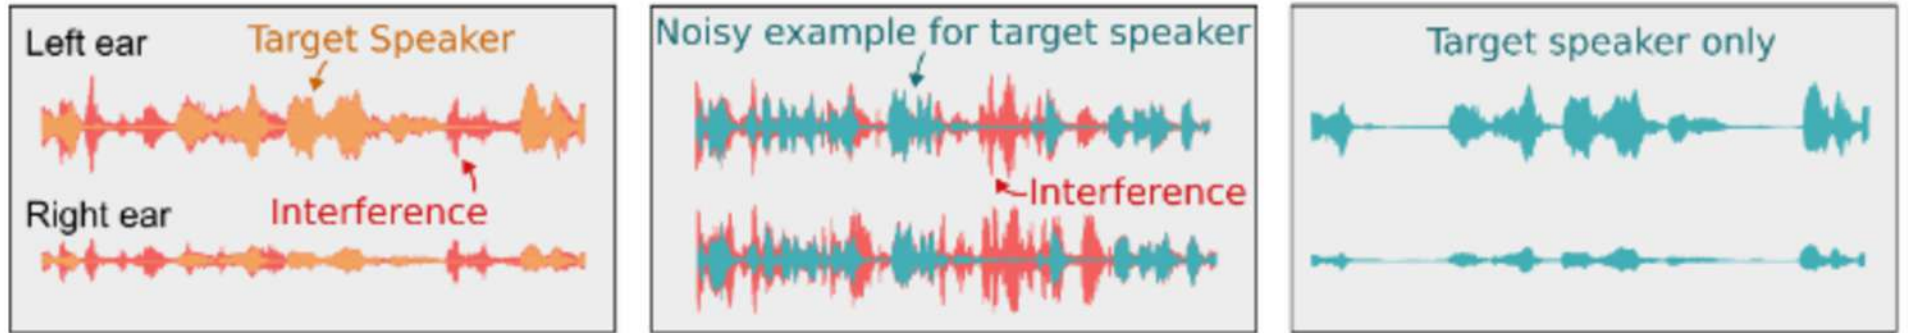 Left ear
Target Speaker
Interference
Right ear
Noisy example for target speaker
Interference
Target speaker only